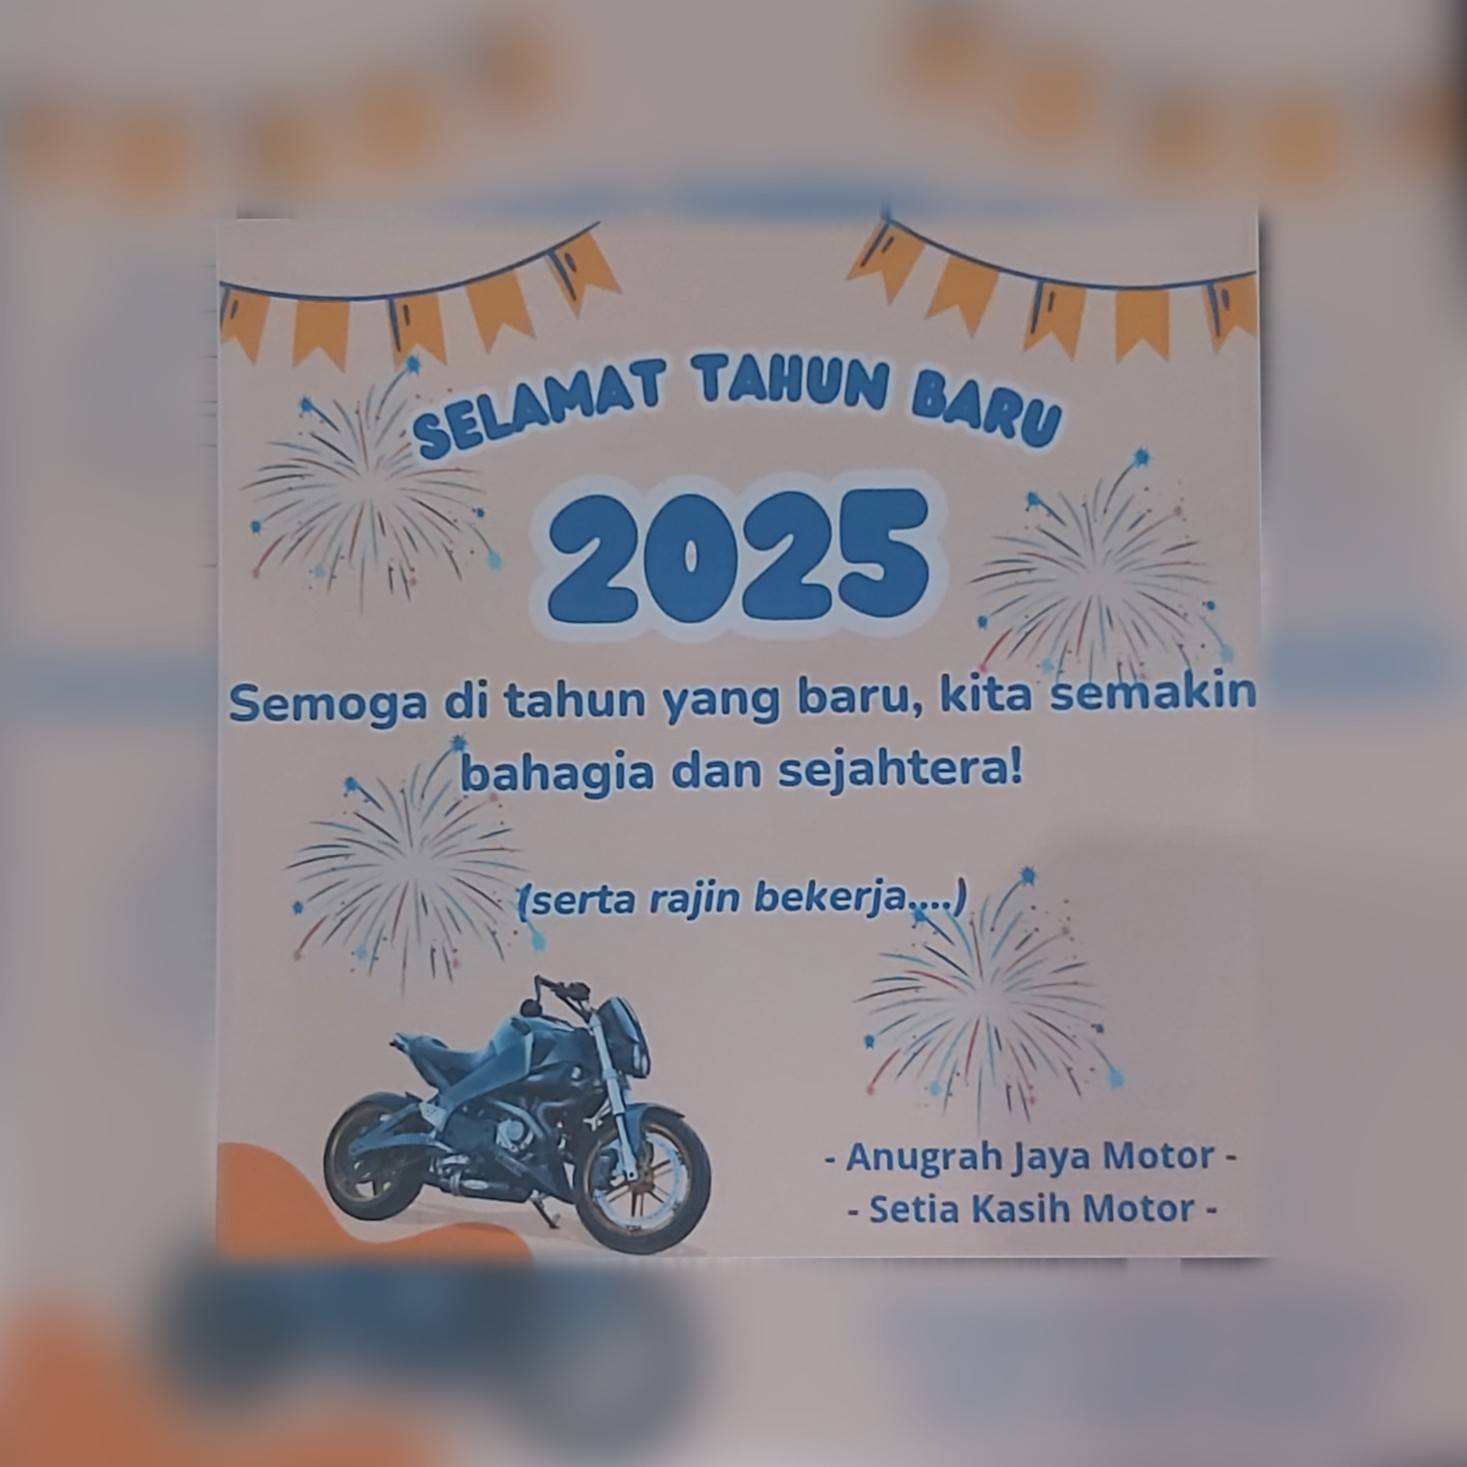 SELAMAT TAHUN BARU
2025
Semoga di tahun yang baru, kita semakin
bahagia dan sejahtera!
(serta rajin bekerja....)
- Anugrah Jaya Motor -
- Setia Kasih Motor -